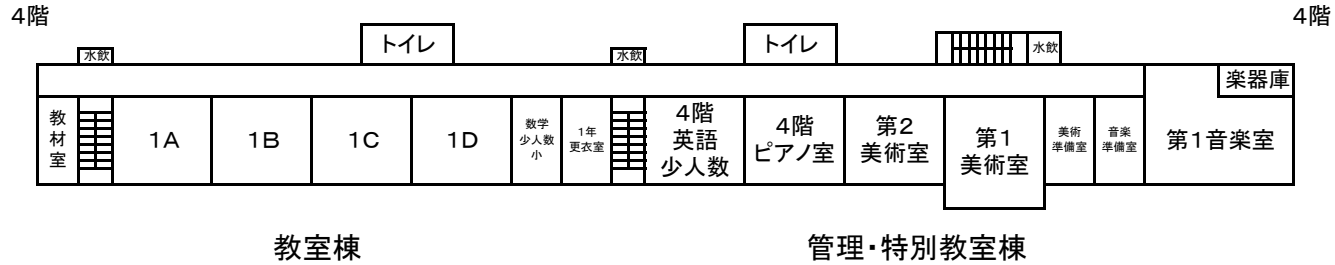 4階
4階
トイレ
トイレ
水飲
水飲
水飲
楽器庫
教
材
室
1A
1B
1C
1D
数学
少人数
小
1年
更衣室
4階
英語
少人数
4階
ピアノ室
第2
美術室
第1
美術室
美術
準備室
音楽
準備室
第1音楽室
教室棟
管理・特別教室棟